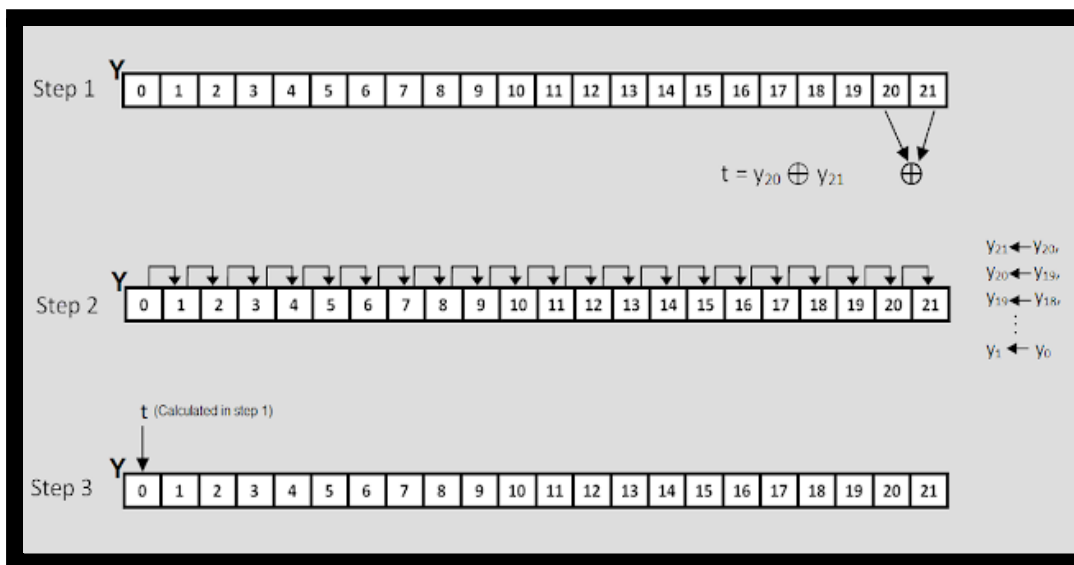 Y
Step 1 0 1 2 3 4 5 6 7 8 9 10 11 12 13 14 15 16 17 18 19 20 21
t = y₂₀ ⊕ y₂₁ ⊕
y₂₁ ← y₂₀,
y₂₀ ← y₁₉,
Y
Step 2 0 1 2 3 4 5 6 7 8 9 10 11 12 13 14 15 16 17 18 19 20 21
y₁₉ ← y₁₈,
⋮
y₁ ← y₀
t (Calculated in step 1)
Y
Step 3 0 1 2 3 4 5 6 7 8 9 10 11 12 13 14 15 16 17 18 19 20 21